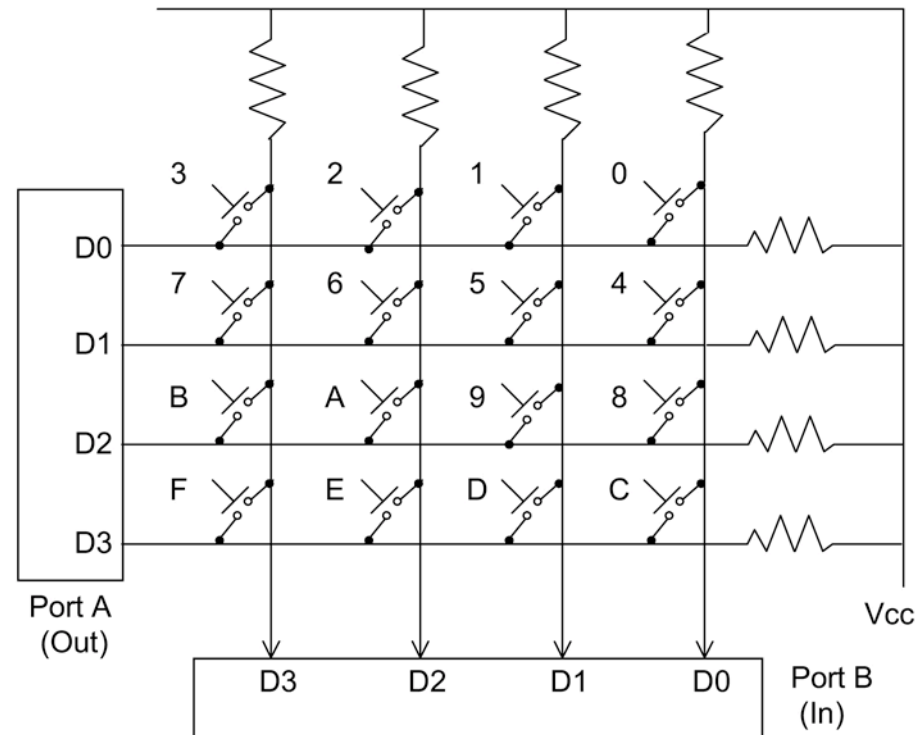 3 2 1 0
D0
7 6 5 4
D1
B A 9 8
D2
F E D C
D3
Port A
(Out)
Vcc
D3 D2 D1 D0
Port B
(In)